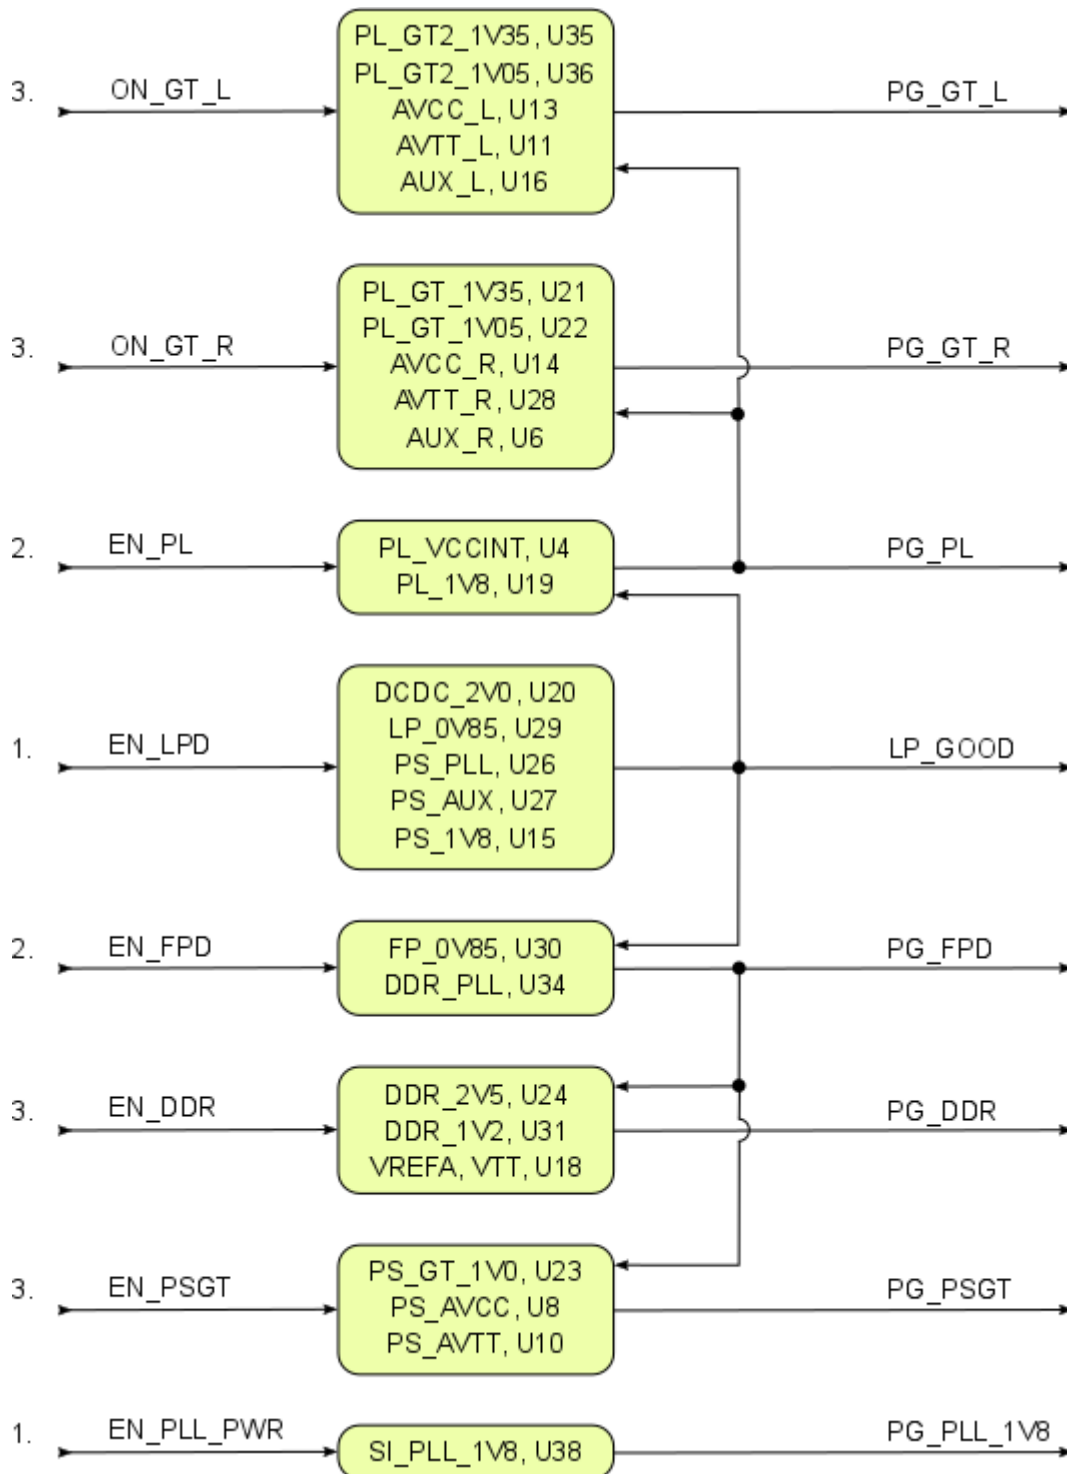 3.
ON_GT_L
PL_GT2_1V35, U35
PL_GT2_1V05, U36
AVCC_L, U13
AVTT_L, U11
AUX_L, U16
PG_GT_L
3.
ON_GT_R
PL_GT_1V35, U21
PL_GT_1V05, U22
AVCC_R, U14
AVTT_R, U28
AUX_R, U6
PG_GT_R
2.
EN_PL
PL_VCCINT, U4
PL_1V8, U19
PG_PL
1.
EN_LPD
DCDC_2V0, U20
LP_0V85, U29
PS_PLL, U26
PS_AUX, U27
PS_1V8, U15
LP_GOOD
2.
EN_FPD
FP_0V85, U30
DDR_PLL, U34
PG_FPD
3.
EN_DDR
DDR_2V5, U24
DDR_1V2, U31
VREFA, VTT, U18
PG_DDR
3.
EN_PSGT
PS_GT_1V0, U23
PS_AVCC, U8
PS_AVTT, U10
PG_PSGT
1.
EN_PLL_PWR
SI_PLL_1V8, U38
PG_PLL_1V8